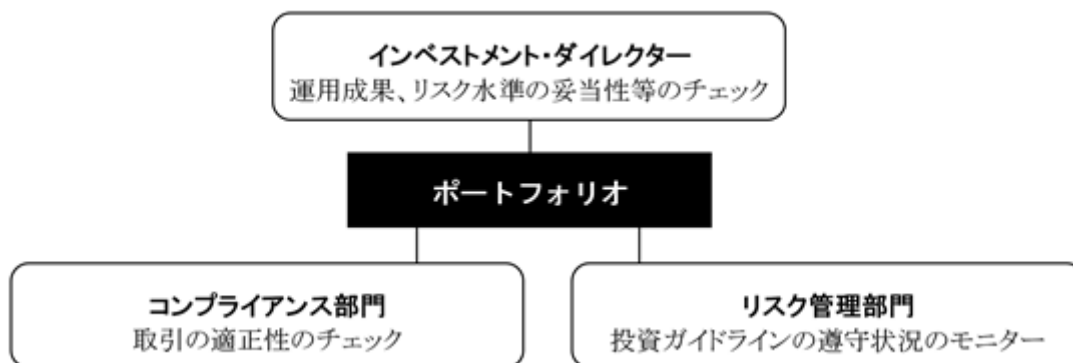 インベストメント・ダイレクター
運用成果、リスク水準の妥当性等のチェック
ポートフォリオ
コンプライアンス部門
取引の適正性のチェック
リスク管理部門
投資ガイドラインの遵守状況のモニター